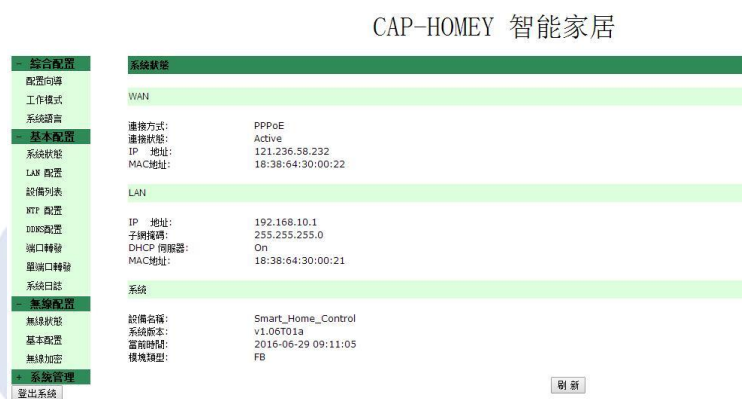 CAP-HOMEY 智能家居
- 綜合配置
配置向導
工作模式
系統語言
- 基本配置
系統狀態
LAN 配置
設備列表
NTP 配置
DDNS配置
端口轉發
單端口轉發
系統日誌
- 無線配置
無線狀態
基本配置
無線加密
+ 系統管理
登出系統
系統狀態
WAN
連接方式: PPPoE
連接狀態: Active
IP 地址: 121.236.58.232
MAC地址: 18:38:64:30:00:22
LAN
IP 地址: 192.168.10.1
子網掩碼: 255.255.255.0
DHCP 伺服器: On
MAC地址: 18:38:64:30:00:21
系統
設備名稱: Smart_Home_Control
系統版本: v1.06T01a
當前時間: 2016-06-29 09:11:05
模塊類型: FB
刷 新